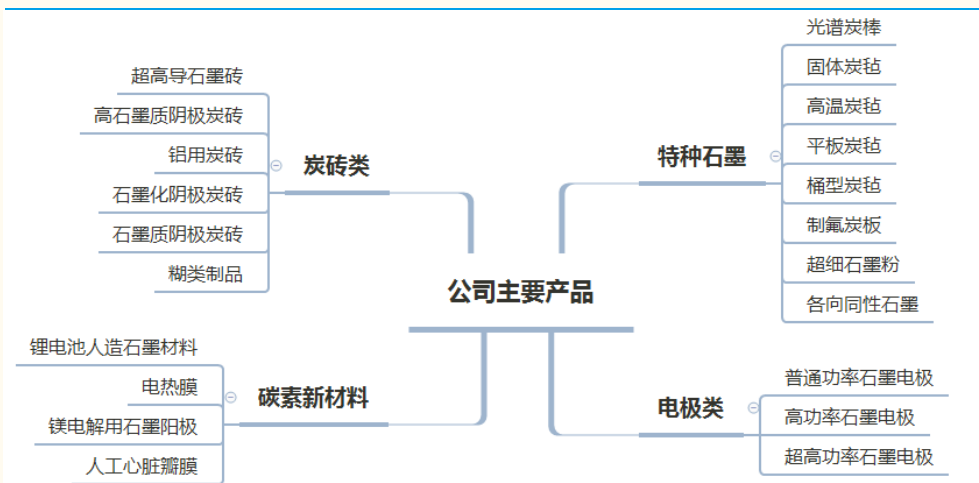 公司主要产品
炭砖类
超高导石墨砖
高石墨质阴极炭砖
铝用炭砖
石墨化阴极炭砖
石墨质阴极炭砖
糊类制品
特种石墨
光谱炭棒
固体炭毡
高温炭毡
平板炭毡
桶型炭毡
制氟炭板
超细石墨粉
各向同性石墨
碳素新材料
锂电池人造石墨材料
电热膜
镁电解用石墨阳极
人工心脏瓣膜
电极类
普通功率石墨电极
高功率石墨电极
超高功率石墨电极